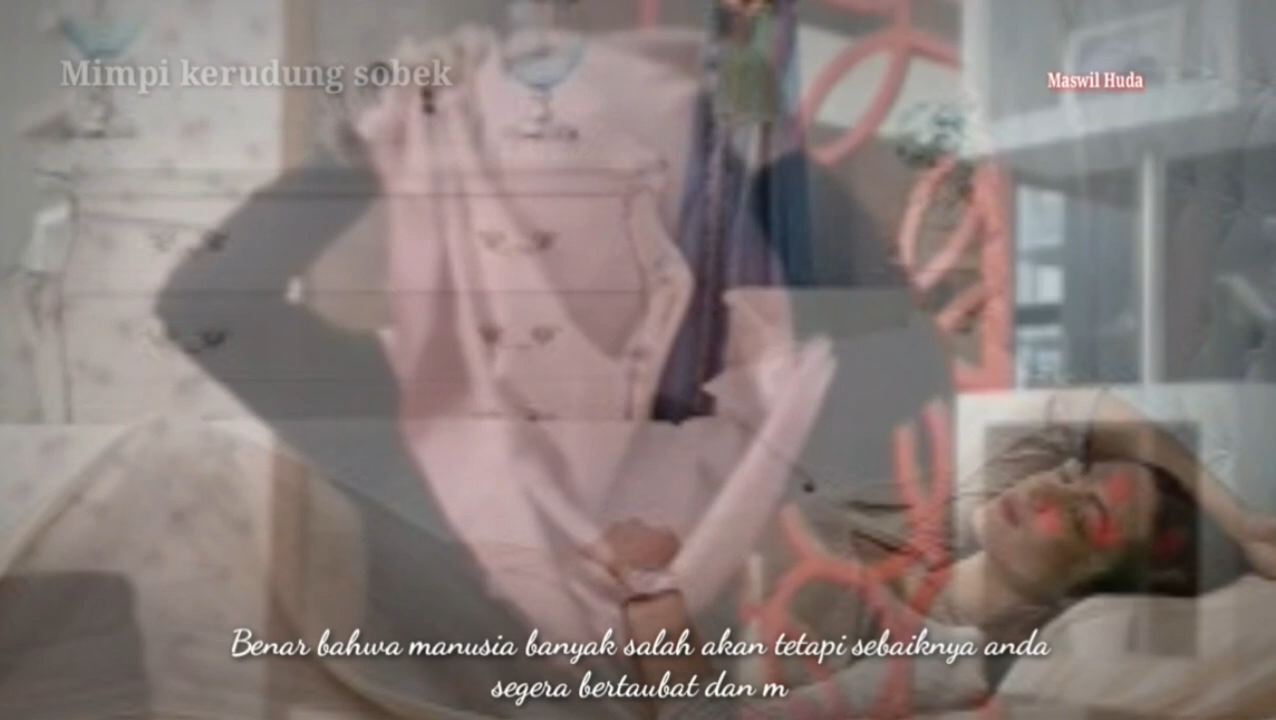 Mimpi kerudung sobek
Maswil Huda
Benar bahwa manusia banyak salah akan tetapi sebaiknya anda
segera bertaubat dan m